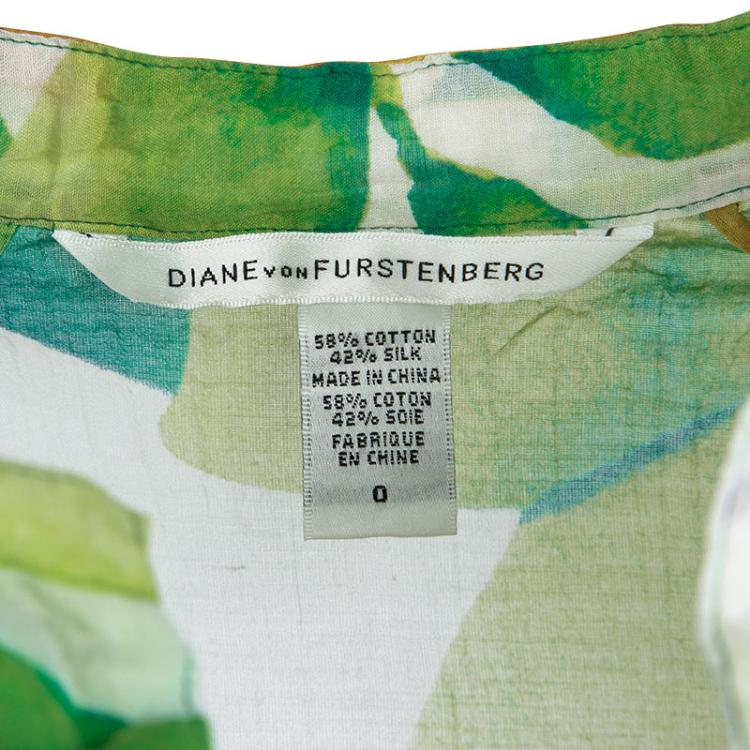 DIANE VON FURSTENBERG
58% COTTON
42% SILK
MADE IN CHINA
58% COTON
42% SOIE
FABRIQUE
EN CHINE
0